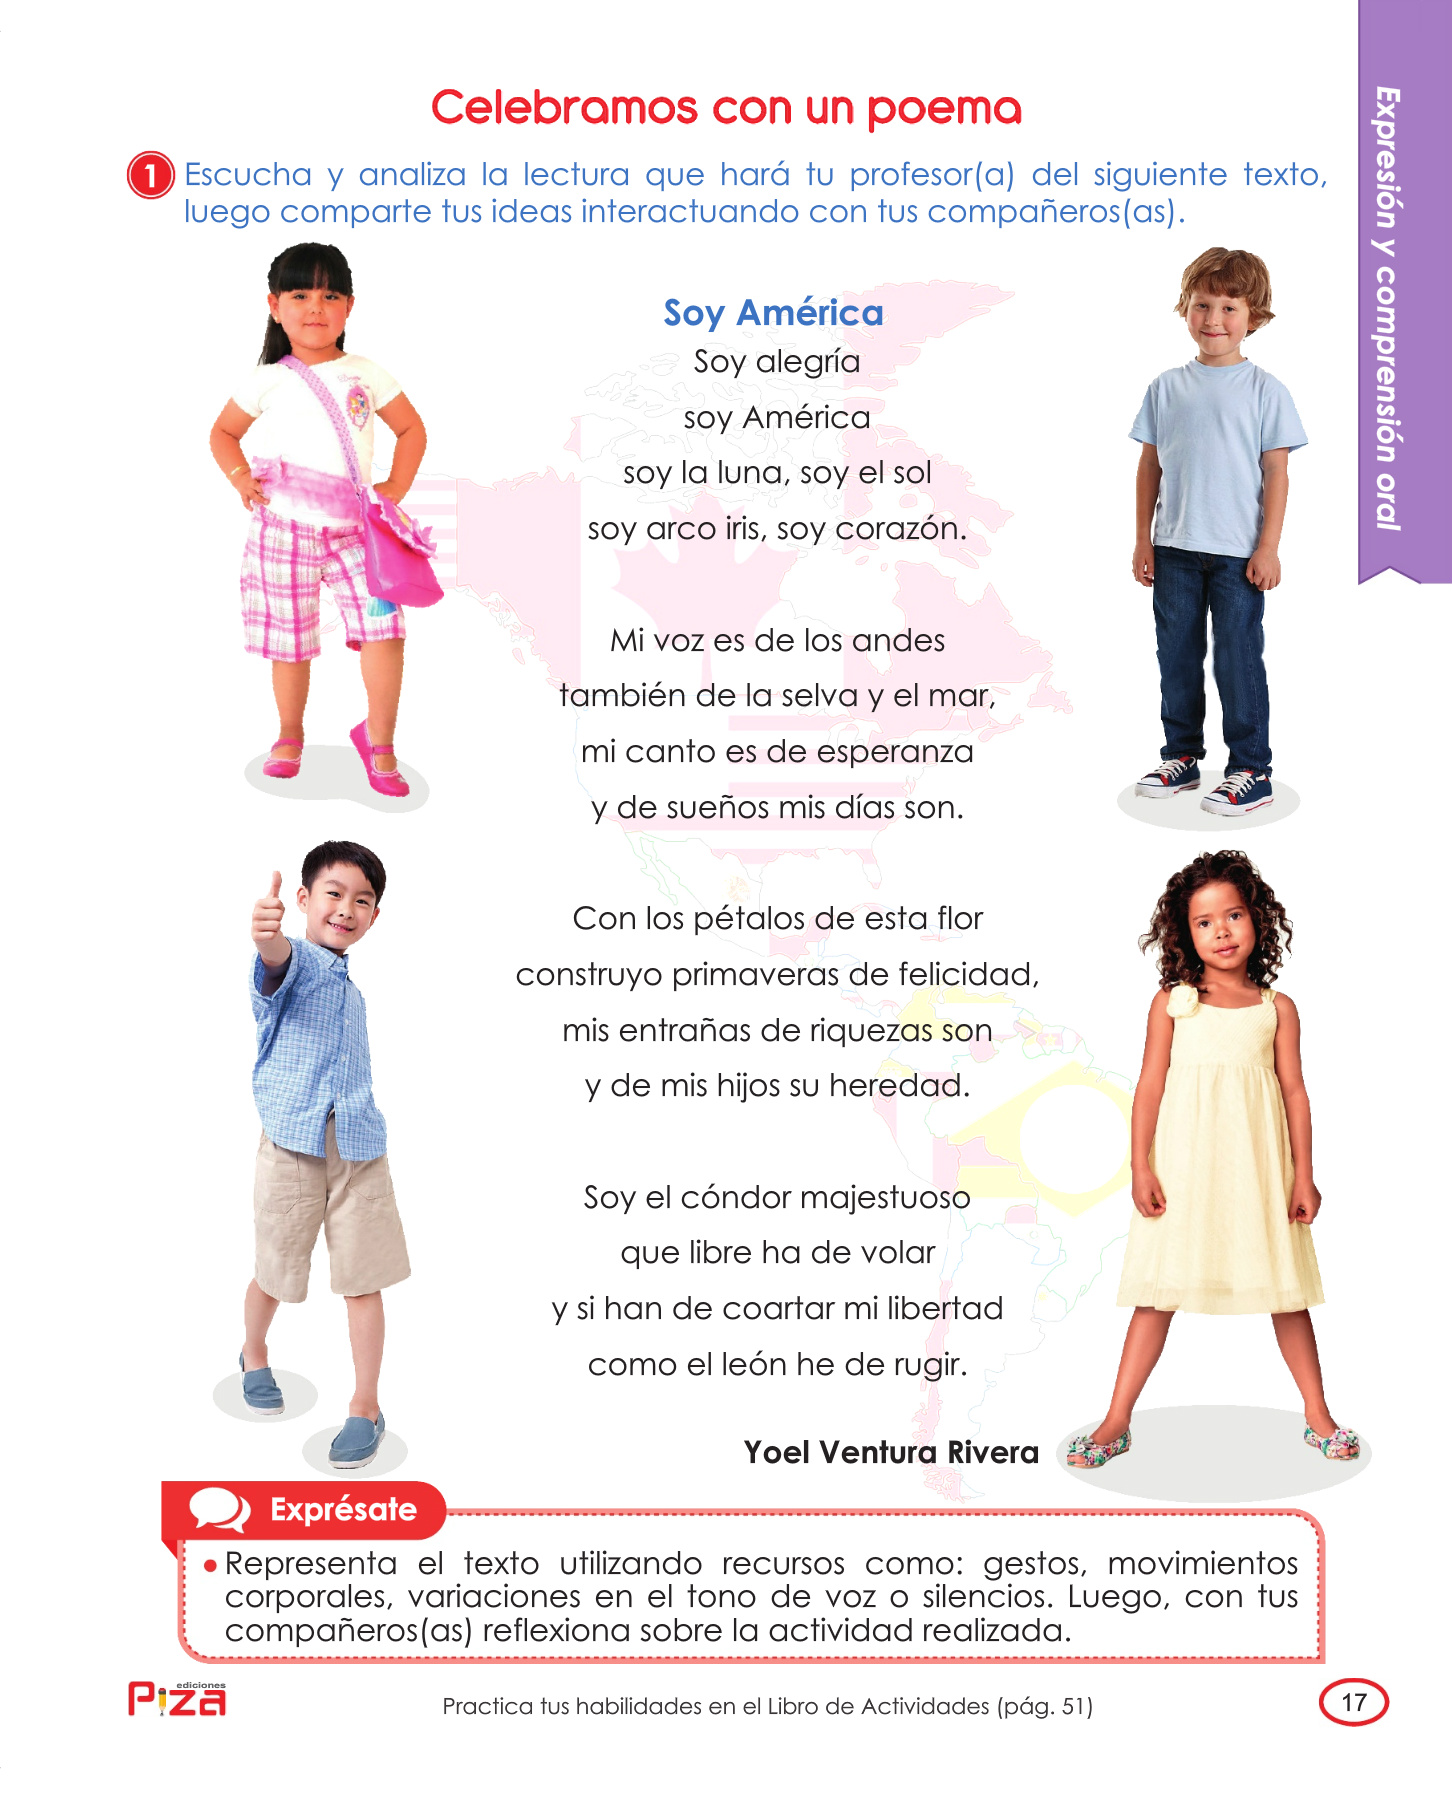 Celebramos con un poema
1 Escucha y analiza la lectura que hará tu profesor(a) del siguiente texto,
luego comparte tus ideas interactuando con tus compañeros(as).
Expresión y comprensión oral
Soy América
Soy alegría
soy América
soy la luna, soy el sol
soy arco iris, soy corazón.
Mi voz es de los andes
también de la selva y el mar,
mi canto es de esperanza
y de sueños mis días son.
Con los pétalos de esta flor
construyo primaveras de felicidad,
mis entrañas de riquezas son
y de mis hijos su heredad.
Soy el cóndor majestuoso
que libre ha de volar
y si han de coartar mi libertad
como el león he de rugir.
Yoel Ventura Rivera
Exprésate
• Representa el texto utilizando recursos como: gestos, movimientos
corporales, variaciones en el tono de voz o silencios. Luego, con tus
compañeros(as) reflexiona sobre la actividad realizada.
ediciones
Piza
Practica tus habilidades en el Libro de Actividades (pág. 51)
17